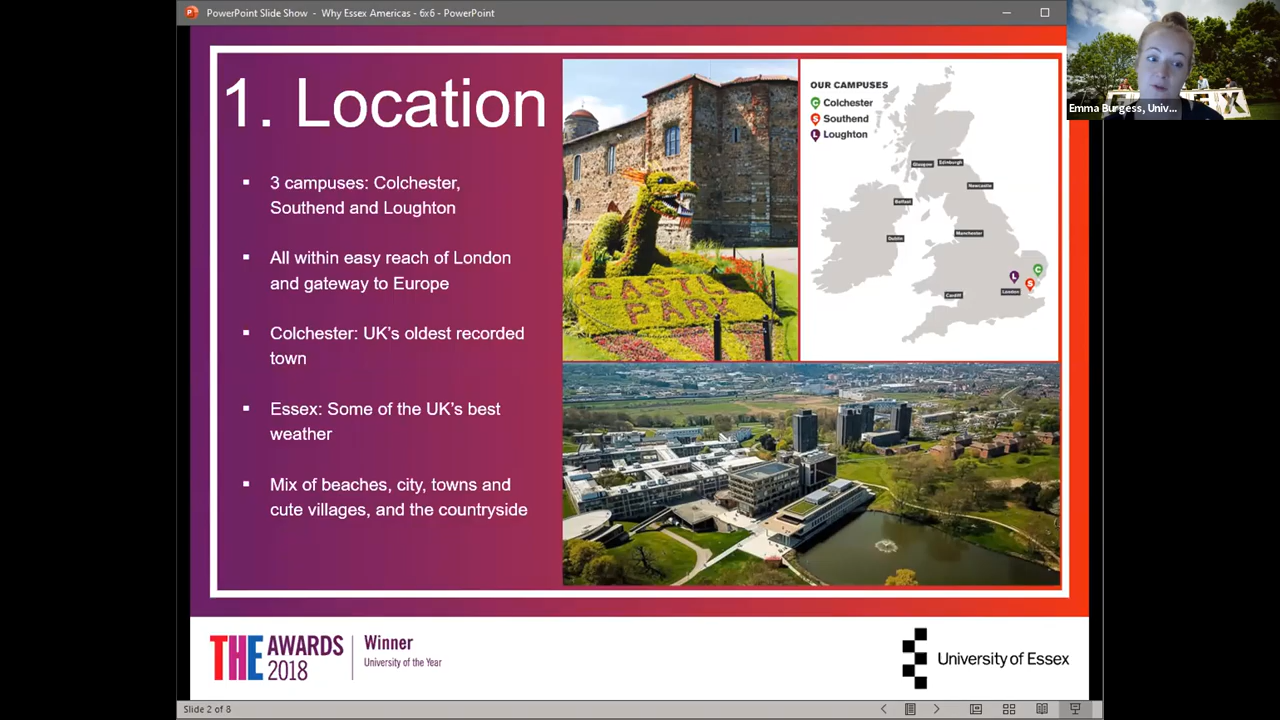 PowerPoint Slide Show - Why Essex Americas - 6x6 - PowerPoint
Emma Burgess, Univ...
1. Location
▪ 3 campuses: Colchester,
Southend and Loughton
▪ All within easy reach of London
and gateway to Europe
▪ Colchester: UK's oldest recorded
town
▪ Essex: Some of the UK's best
weather
▪ Mix of beaches, city, towns and
cute villages, and the countryside
CASTLE
PARK
OUR CAMPUSES
C Colchester
S Southend
L Loughton
Glasgow
Edinburgh
Newcastle
Belfast
Manchester
Dublin
C
L
S
London
Cardiff
THE AWARDS
2018
Winner
University of the Year
University of Essex
Slide 2 of 8